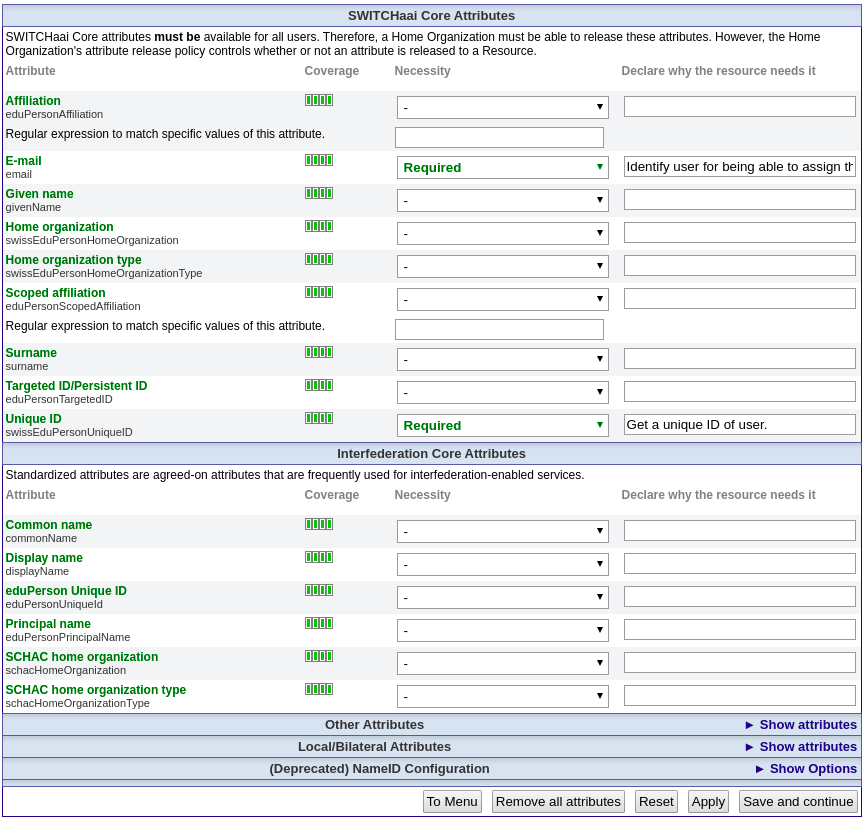 SWITCHaai Core Attributes
SWITCHaai Core attributes must be available for all users. Therefore, a Home Organization must be able to release these attributes. However, the Home
Organization's attribute release policy controls whether or not an attribute is released to a Resource.
Attribute Coverage Necessity Declare why the resource needs it
Affiliation -
eduPersonAffiliation
Regular expression to match specific values of this attribute.
E-mail Required Identify user for being able to assign th
email
Given name -
givenName
Home organization -
swissEduPersonHomeOrganization
Home organization type -
swissEduPersonHomeOrganizationType
Scoped affiliation -
eduPersonScopedAffiliation
Regular expression to match specific values of this attribute.
Surname -
surname
Targeted ID/Persistent ID -
eduPersonTargetedID
Unique ID Required Get a unique ID of user.
swissEduPersonUniqueID
Interfederation Core Attributes
Standardized attributes are agreed-on attributes that are frequently used for interfederation-enabled services.
Attribute Coverage Necessity Declare why the resource needs it
Common name -
commonName
Display name -
displayName
eduPerson Unique ID -
eduPersonUniqueId
Principal name -
eduPersonPrincipalName
SCHAC home organization -
schacHomeOrganization
SCHAC home organization type -
schacHomeOrganizationType
Other Attributes ► Show attributes
Local/Bilateral Attributes ► Show attributes
(Deprecated) NameID Configuration ► Show Options
To Menu Remove all attributes Reset Apply Save and continue